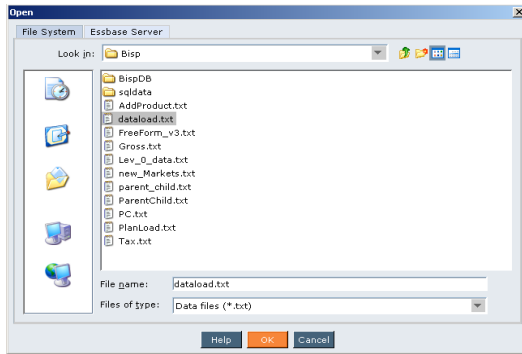 Open
File System
Essbase Server
Look in:
Bisp
BispDB
sqldata
AddProduct.txt
dataload.txt
FreeForm_v3.txt
Gross.txt
Lev_0_data.txt
new_Markets.txt
parent_child.txt
ParentChild.txt
PC.txt
PlanLoad.txt
Tax.txt
File name: dataload.txt
Files of type: Data files (*.txt)
Help OK Cancel